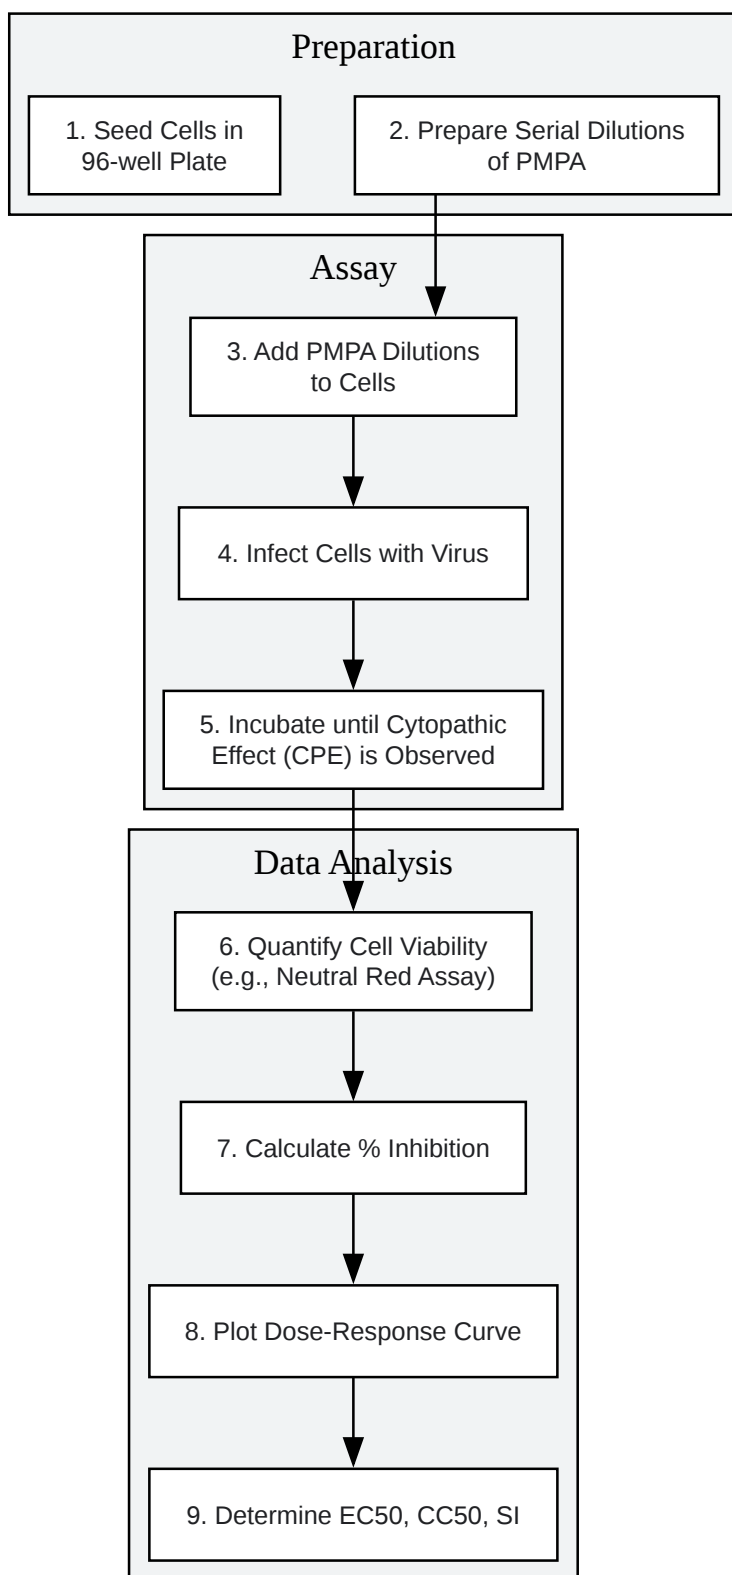 Preparation
1. Seed Cells in
96-well Plate
2. Prepare Serial Dilutions
of PMPA
Assay
3. Add PMPA Dilutions
to Cells
4. Infect Cells with Virus
5. Incubate until Cytopathic
Effect (CPE) is Observed
Data Analysis
6. Quantify Cell Viability
(e.g., Neutral Red Assay)
7. Calculate % Inhibition
8. Plot Dose-Response Curve
9. Determine EC50, CC50, SI